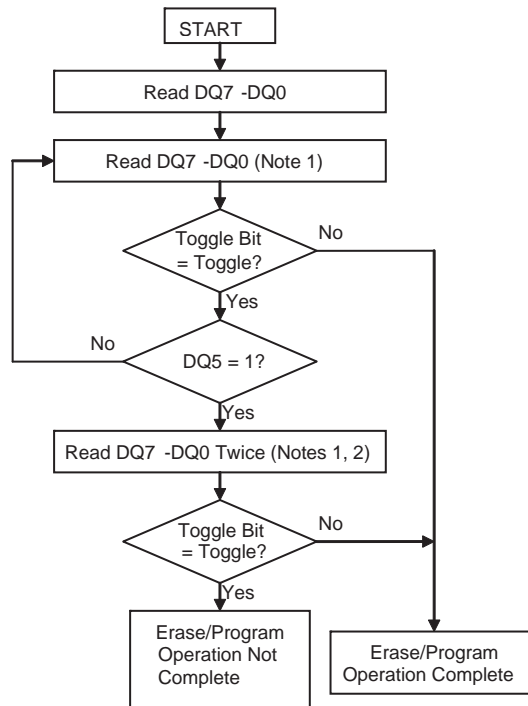 START
Read DQ7 -DQ0
Read DQ7 -DQ0 (Note 1)
Toggle Bit
= Toggle?
No
Yes
No
DQ5 = 1?
Yes
Read DQ7 -DQ0 Twice (Notes 1, 2)
Toggle Bit
= Toggle?
No
Yes
Erase/Program
Operation Not
Complete
Erase/Program
Operation Complete